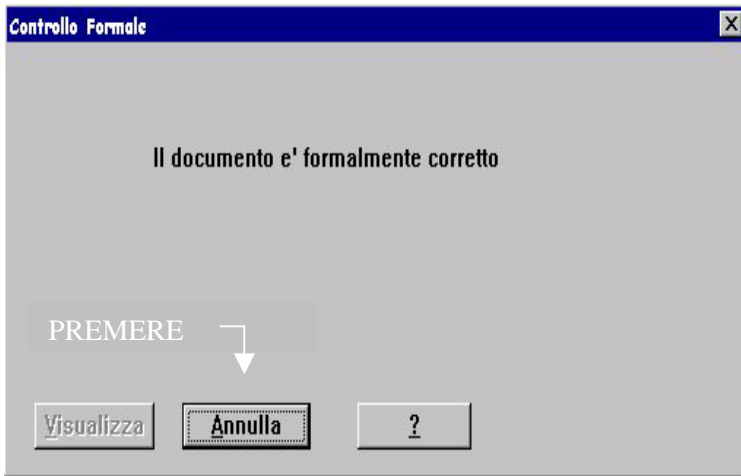 Controllo Formale
Il documento e' formalmente corretto
PREMERE
Visualizza Annulla ?